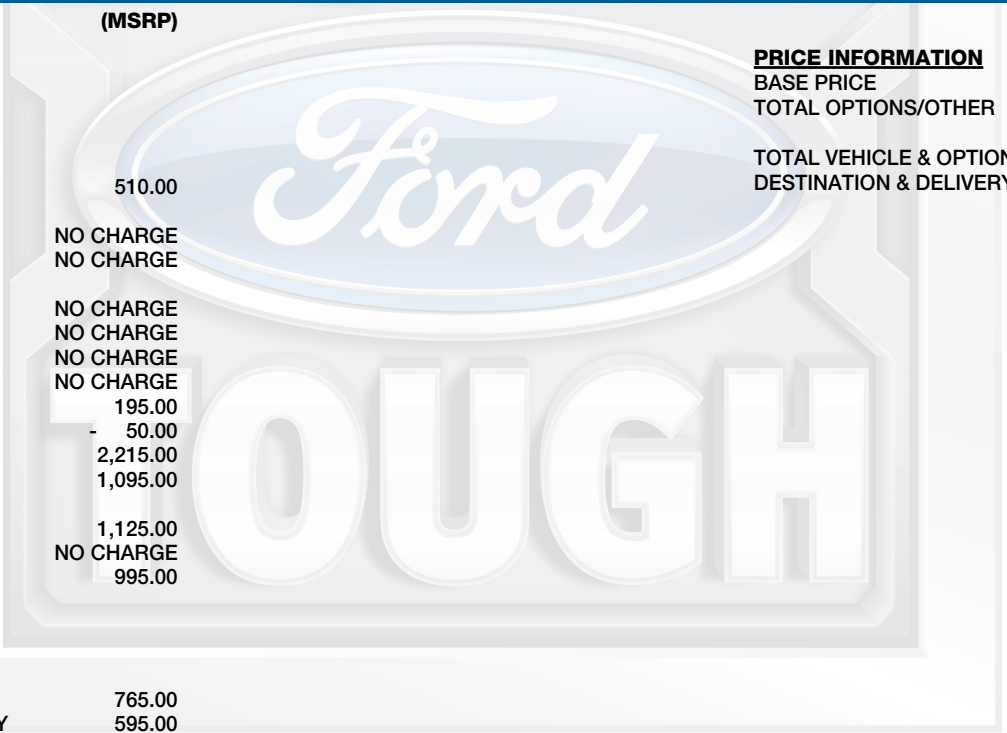 (MSRP)
510.00
NO CHARGE
NO CHARGE
NO CHARGE
NO CHARGE
NO CHARGE
NO CHARGE
195.00
- 50.00
2,215.00
1,095.00
1,125.00
NO CHARGE
995.00
765.00
Y 595.00
PRICE INFORMATION
BASE PRICE
TOTAL OPTIONS/OTHER
TOTAL VEHICLE & OPTION
DESTINATION & DELIVERY
Ford
TOUGH